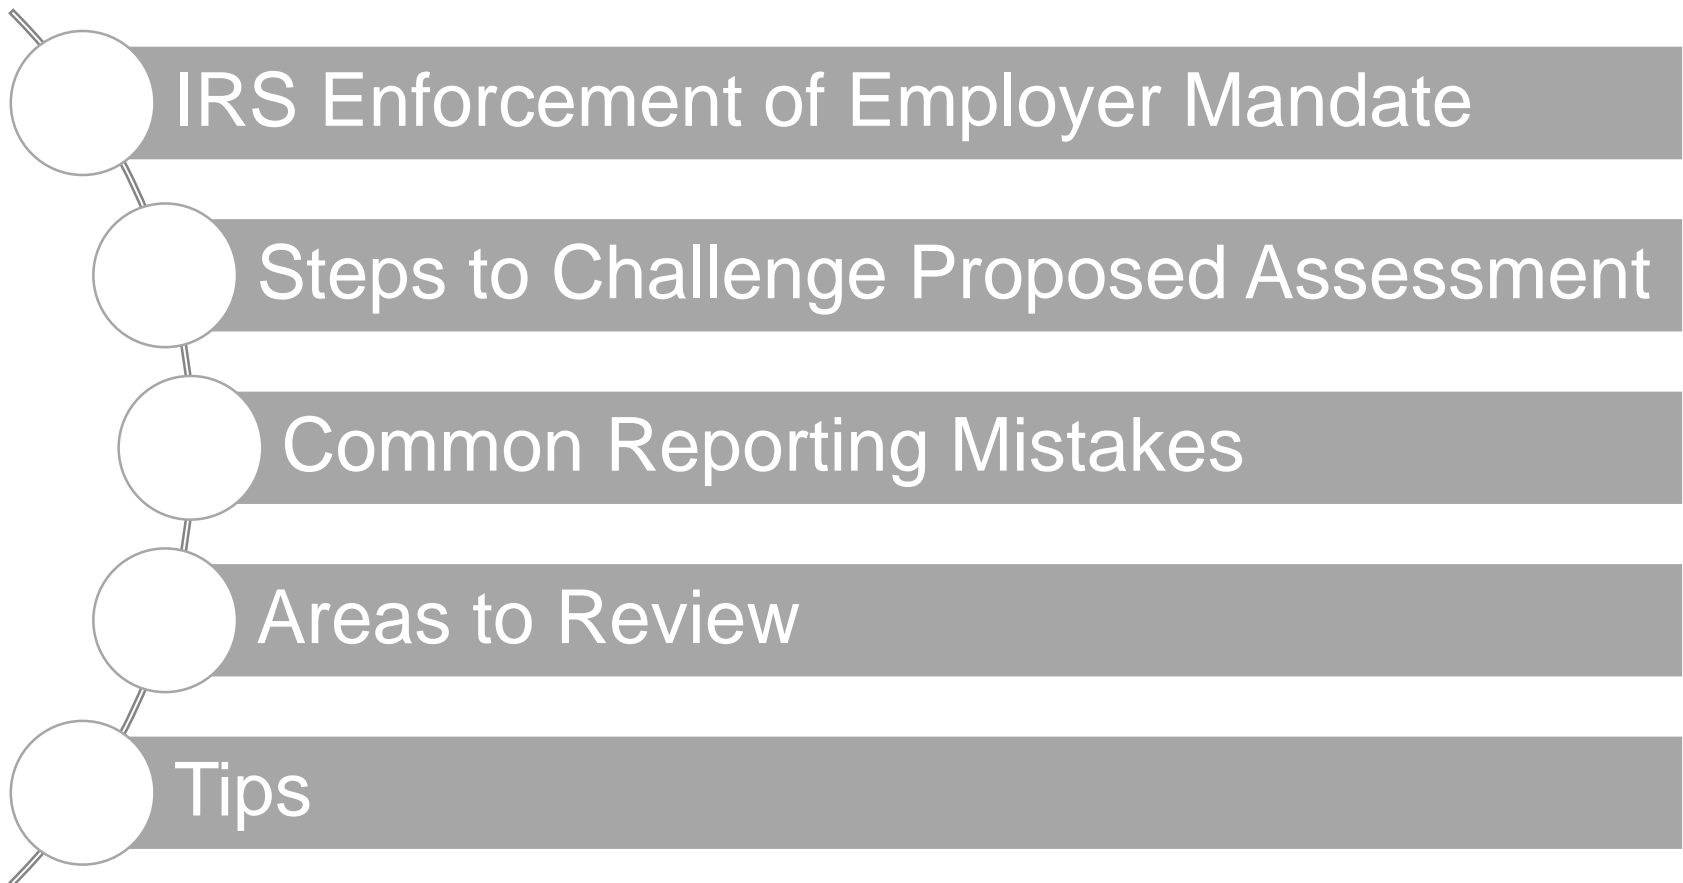 IRS Enforcement of Employer Mandate
Steps to Challenge Proposed Assessment
Common Reporting Mistakes
Areas to Review
Tips